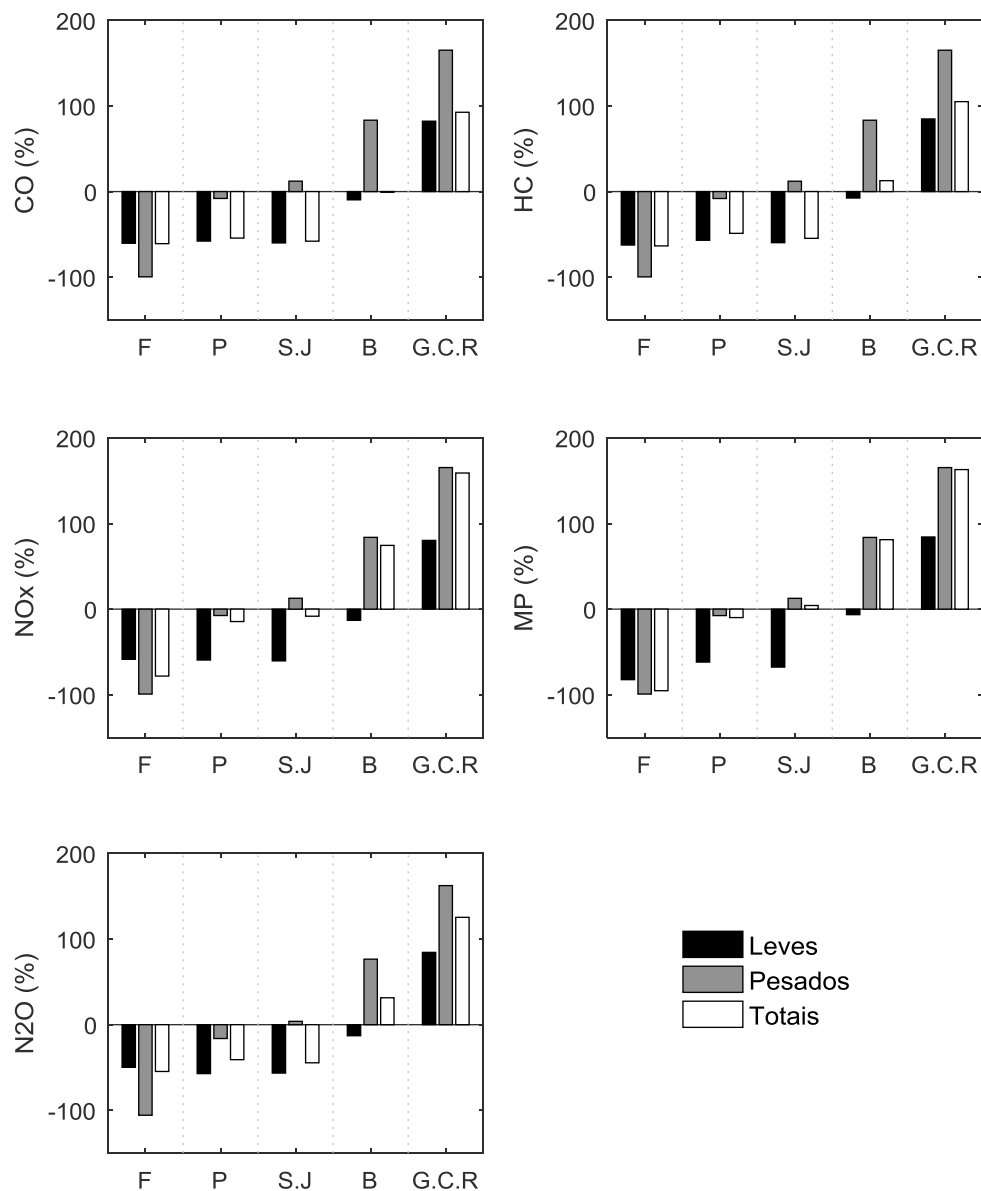 200
100
0
-100
CO (%)
F P S.J B G.C.R
200
100
0
-100
HC (%)
F P S.J B G.C.R
200
100
0
-100
NOx (%)
F P S.J B G.C.R
200
100
0
-100
MP (%)
F P S.J B G.C.R
200
100
0
-100
N2O (%)
F P S.J B G.C.R
Leves
Pesados
Totais